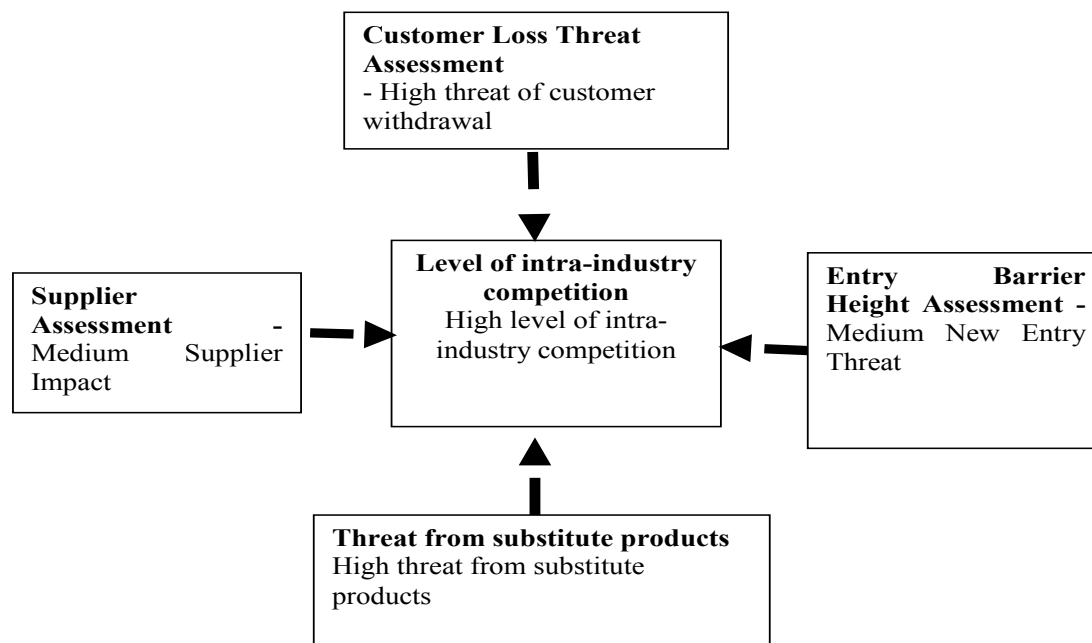 Customer Loss Threat
Assessment
- High threat of customer
withdrawal
Level of intra-industry
competition
High level of intra-
industry competition
Supplier
Assessment -
Medium Supplier
Impact
Entry Barrier
Height Assessment -
Medium New Entry
Threat
Threat from substitute products
High threat from substitute
products